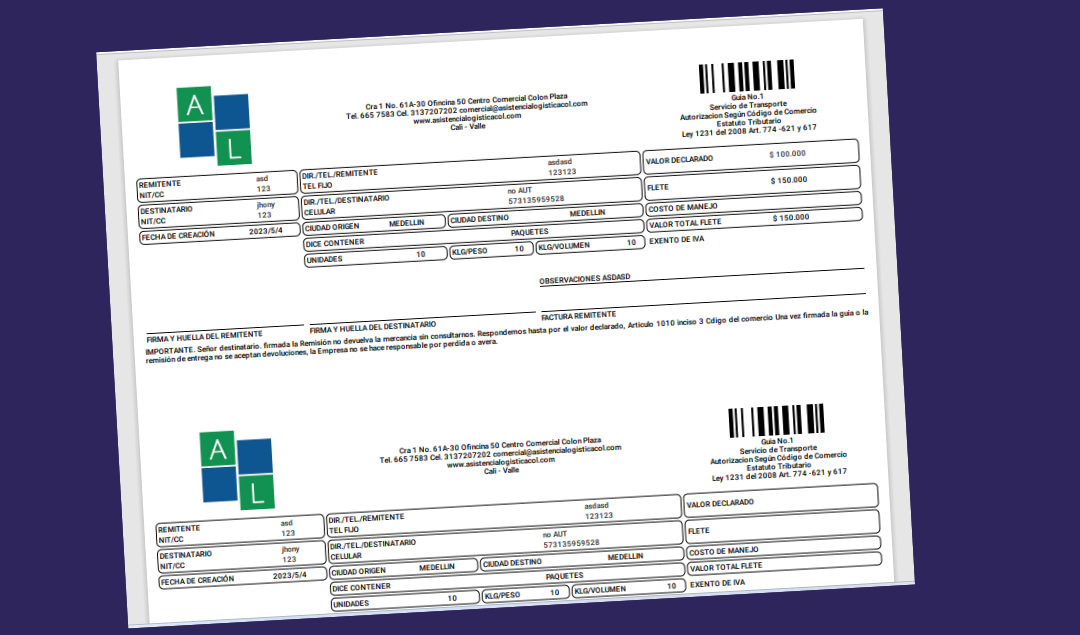 A
L
Cra 1 No. 61A-30 Ofincina 50 Centro Comercial Colon Plaza
Tel. 665 7583 Cel. 3137207202 comercial@asistencialogisticacol.com
www.asistencialogisticacol.com
Cali - Valle
Guia No.1
Servicio de Transporte
Autorizacion Según Código de Comercio
Estatuto Tributario
Ley 1231 del 2008 Art. 774 -621 y 617
REMITENTE asd
NIT/CC 123
DIR./TEL./REMITENTE asdasd
TEL FIJO 123123
VALOR DECLARADO $ 100.000
DESTINATARIO jhony
NIT/CC 123
DIR./TEL./DESTINATARIO no AUT
CELULAR 573135959528
FLETE $ 150.000
FECHA DE CREACIÓN 2023/5/4
CIUDAD ORIGEN MEDELLIN
CIUDAD DESTINO MEDELLIN
COSTO DE MANEJO
DICE CONTENER PAQUETES
VALOR TOTAL FLETE $ 150.000
UNIDADES 10
KLG/PESO 10
KLG/VOLUMEN 10
EXENTO DE IVA
OBSERVACIONES ASDASD
FIRMA Y HUELLA DEL REMITENTE
FIRMA Y HUELLA DEL DESTINATARIO
FACTURA REMITENTE
IMPORTANTE. Señor destinatario. firmada la Remisión no devuelva la mercancia sin consultarnos. Respondemos hasta por el valor declarado, Articulo 1010 inciso 3 Cdigo del comercio Una vez firmada la guia o la
remisión de entrega no se aceptan devoluciones, la Empresa no se hace responsable por perdida o avera.
A
L
Cra 1 No. 61A-30 Ofincina 50 Centro Comercial Colon Plaza
Tel. 665 7583 Cel. 3137207202 comercial@asistencialogisticacol.com
www.asistencialogisticacol.com
Cali - Valle
Guia No.1
Servicio de Transporte
Autorizacion Según Código de Comercio
Estatuto Tributario
Ley 1231 del 2008 Art. 774 -621 y 617
REMITENTE asd
NIT/CC 123
DIR./TEL./REMITENTE asdasd
TEL FIJO 123123
VALOR DECLARADO
DESTINATARIO jhony
NIT/CC 123
DIR./TEL./DESTINATARIO no AUT
CELULAR 573135959528
FLETE
FECHA DE CREACIÓN 2023/5/4
CIUDAD ORIGEN MEDELLIN
CIUDAD DESTINO MEDELLIN
COSTO DE MANEJO
DICE CONTENER PAQUETES
VALOR TOTAL FLETE
UNIDADES 10
KLG/PESO 10
KLG/VOLUMEN 10
EXENTO DE IVA